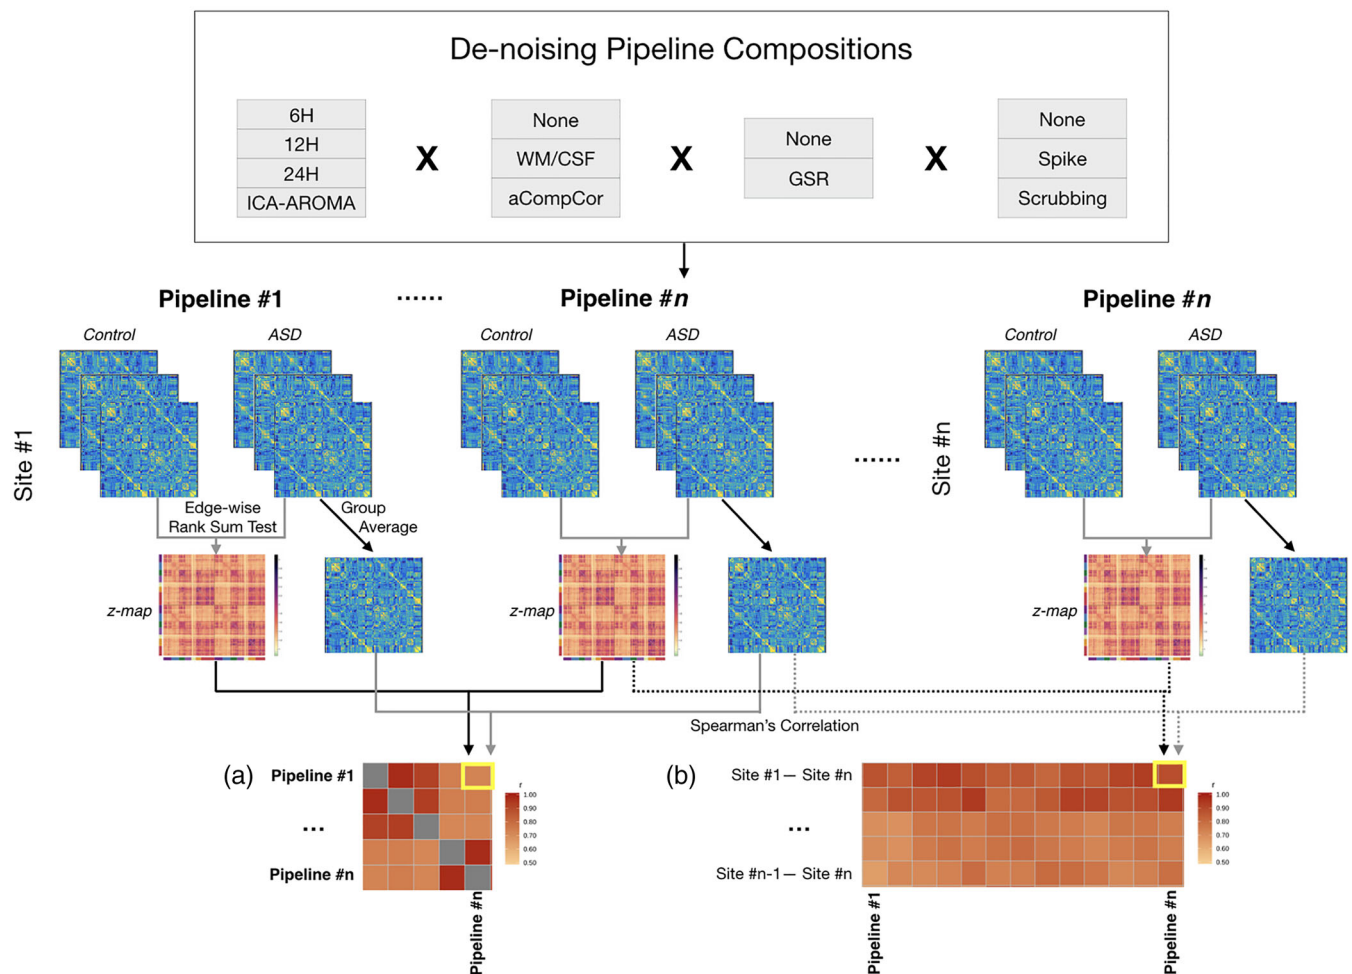 De-noising Pipeline Compositions
6H
12H
24H
ICA-AROMA
X
None
WM/CSF
aCompCor
X
None
GSR
X
None
Spike
Scrubbing
Pipeline #1
......
Pipeline #n
Pipeline #n
Control
ASD
Control
ASD
Control
ASD
Site #1
......
Site #n
Edge-wise
Rank Sum Test
Group
Average
z-map
z-map
z-map
Spearman's Correlation
(a)
Pipeline #1
...
Pipeline #n
Pipeline #n
r
1.00
0.90
0.80
0.70
0.60
0.50
(b)
Site #1— Site #n
...
Site #n-1— Site #n
Pipeline #1
Pipeline #n
r
1.00
0.90
0.80
0.70
0.60
0.50